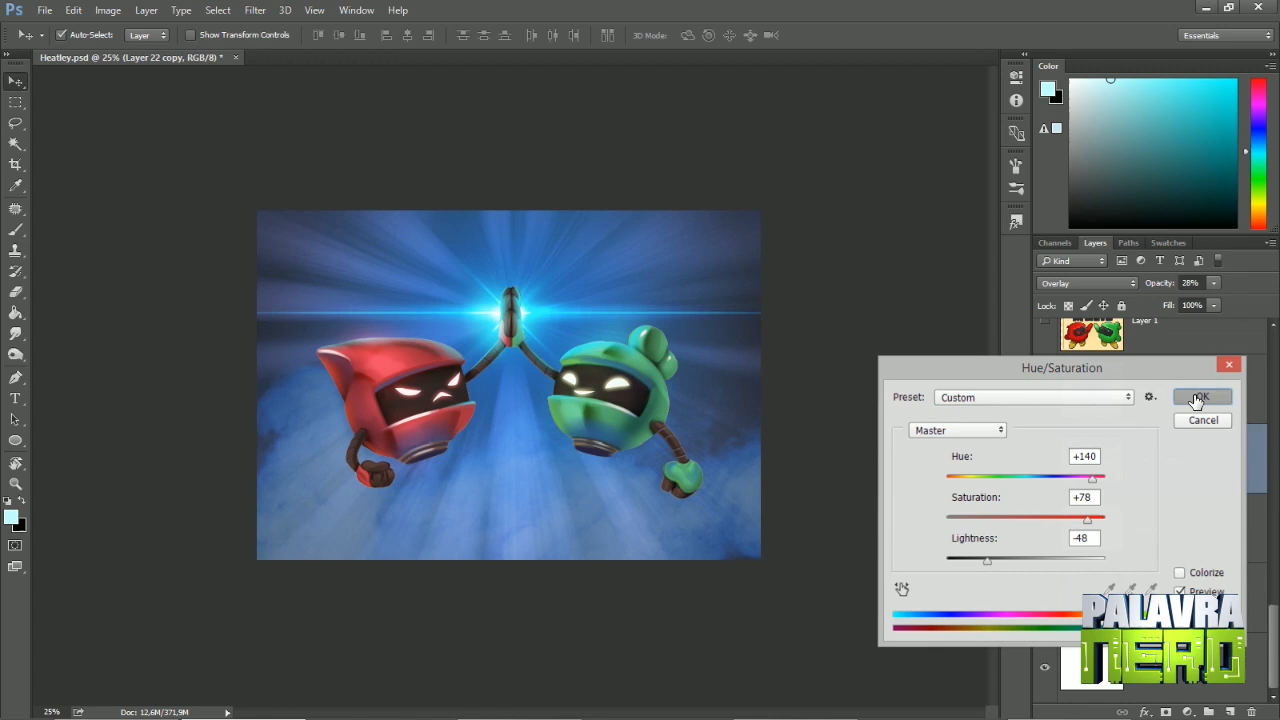 Ps File Edit Image Layer Type Select Filter 3D View Window Help
Auto-Select: Layer Show Transform Controls 3D Mode: Essentials
Heatley.psd @ 25% (Layer 22 copy, RGB/8) *
Color
Channels Layers Paths Swatches
Kind
Overlay Opacity: 28%
Lock: Fill: 100%
Layer 1
Hue/Saturation
Preset: Custom OK
Cancel
Master
Hue: +140
Saturation: +78
Lightness: -48
Colorize
Preview
PALAVRA
NERD
25% Doc: 12,6M/371,9M